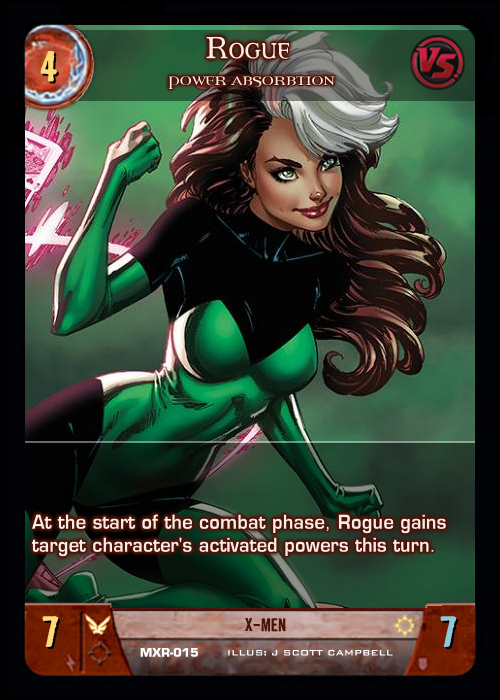 4
Rogue
Power Absorbtion
VS
At the start of the combat phase, Rogue gains
target character's activated powers this turn.
7
X-MEN
7
MXR-015 ILLUS: J SCOTT CAMPBELL